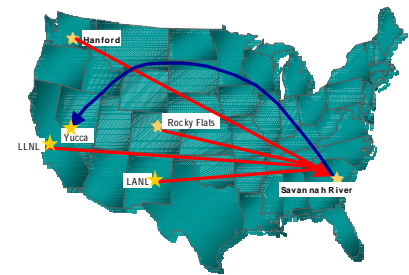 Hanford
Rocky Flats
Yucca
LLNL
LANL
Savannah River